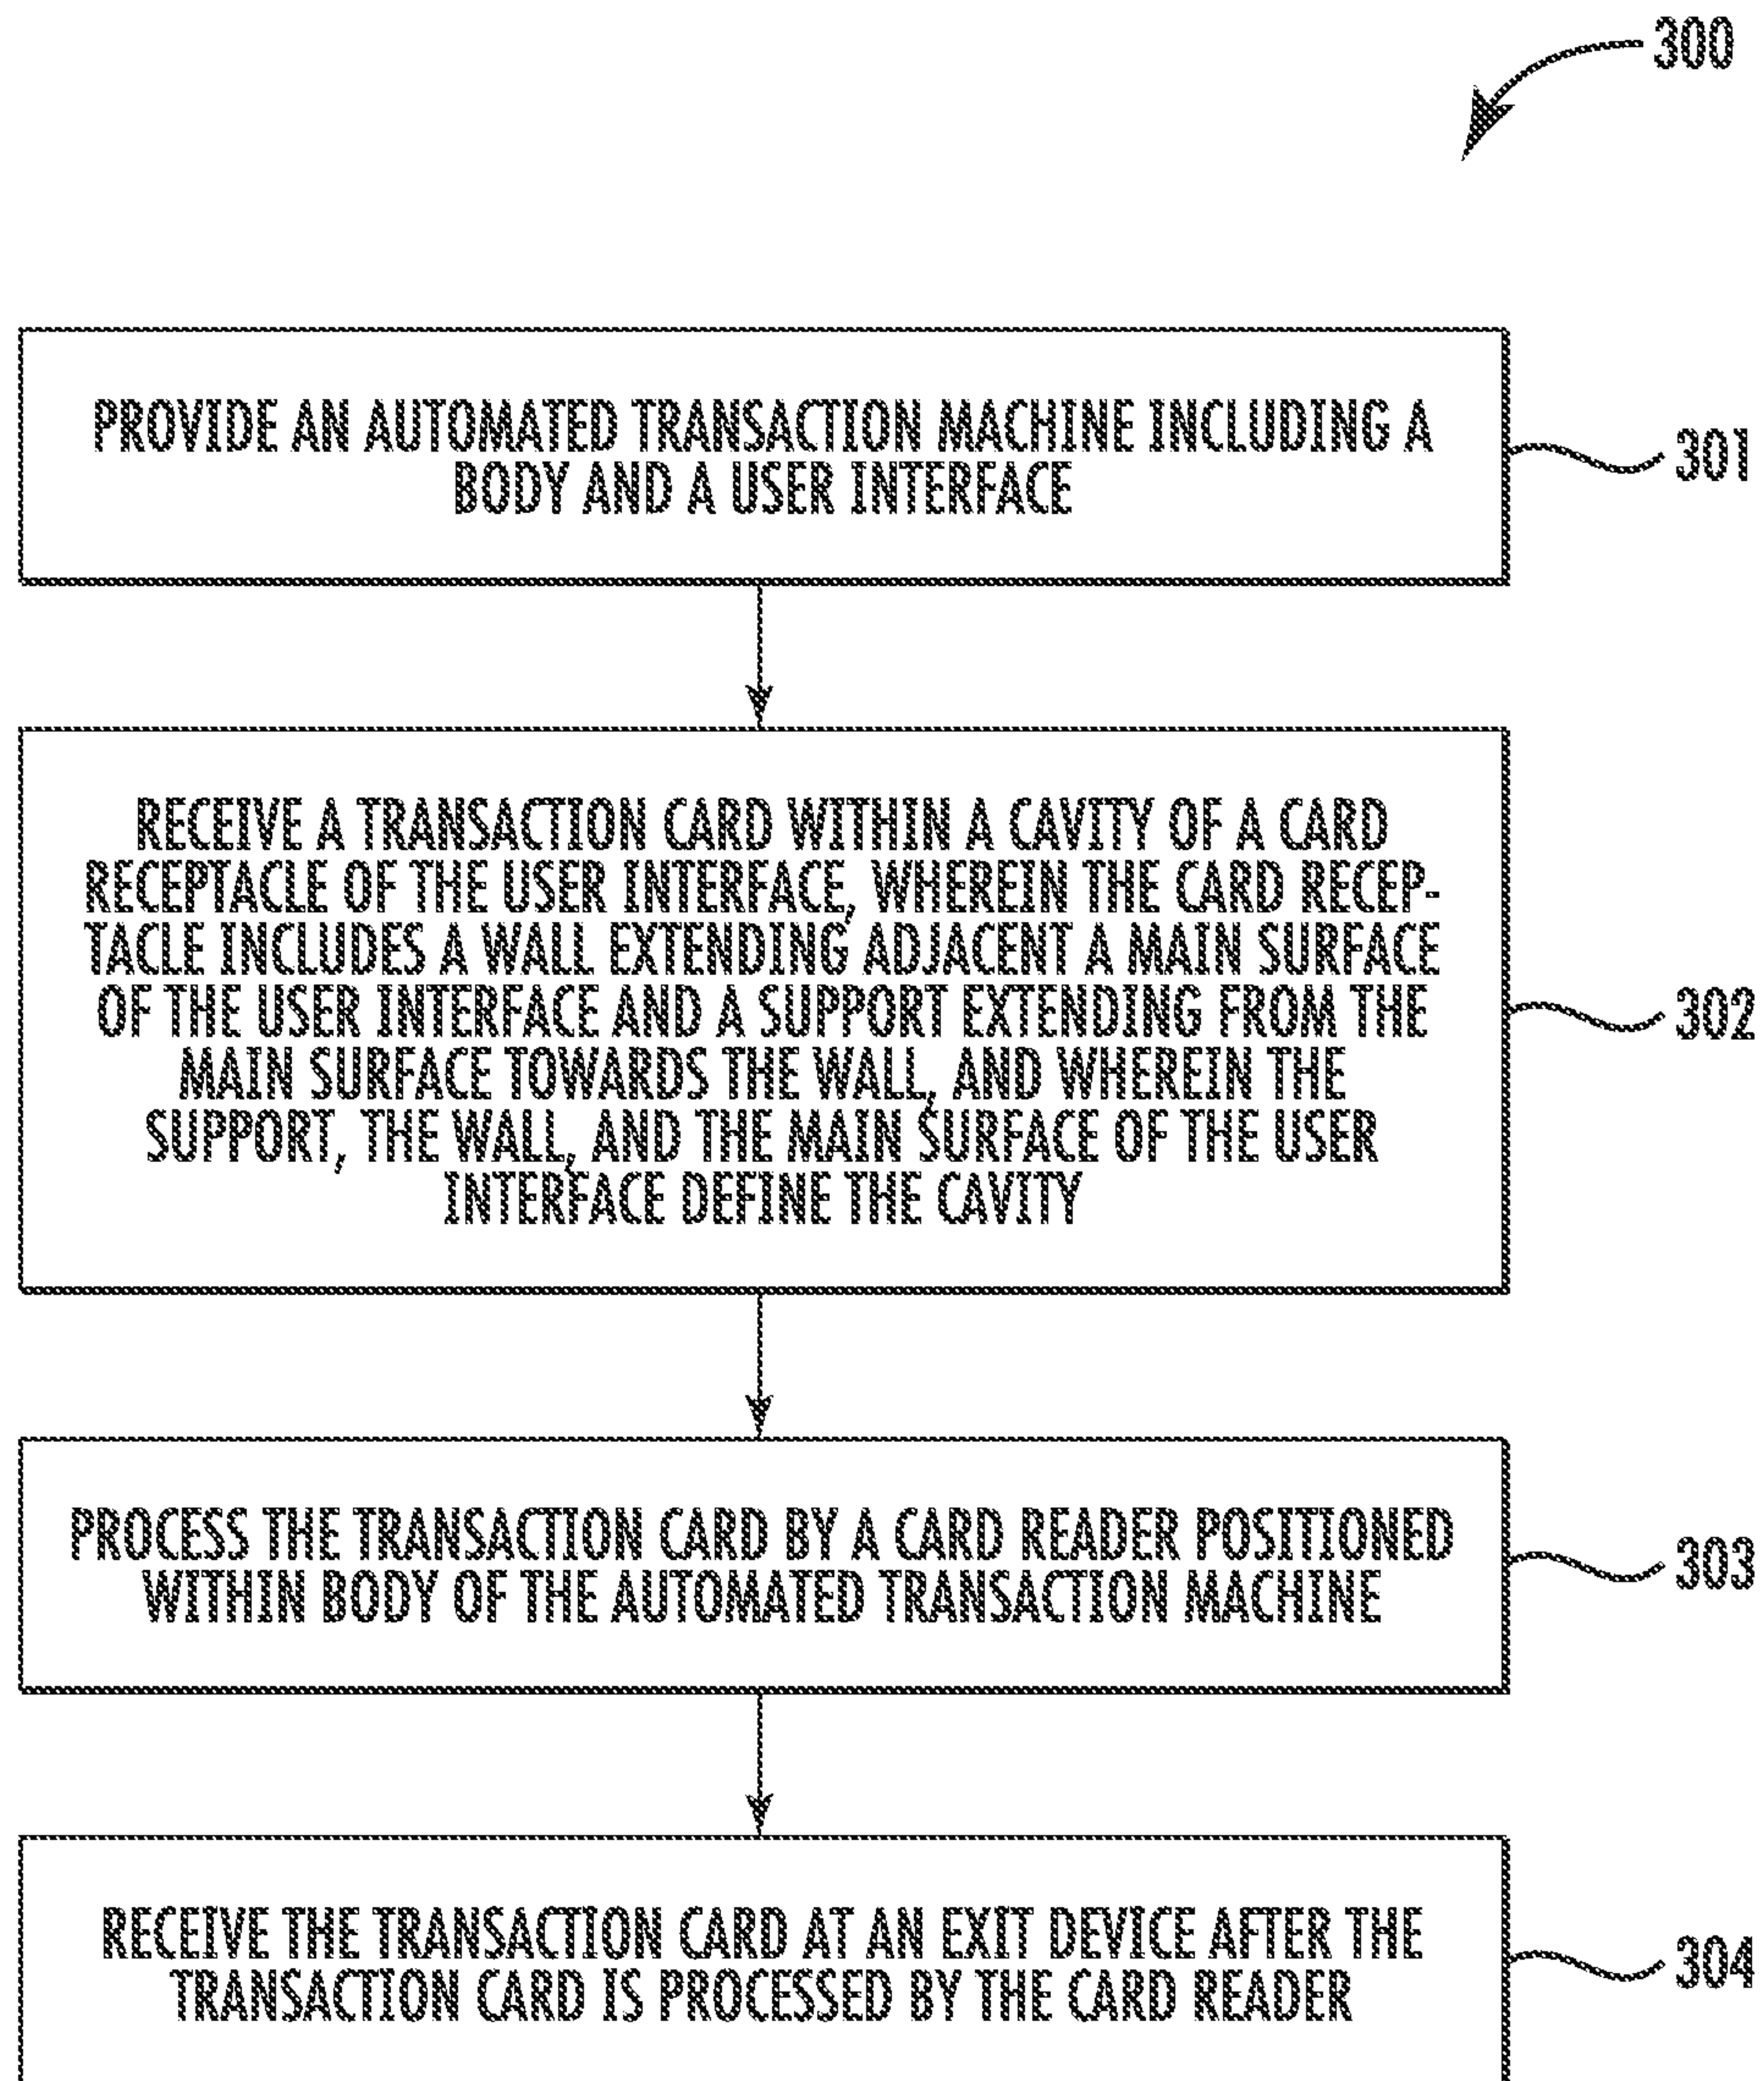 300
PROVIDE AN AUTOMATED TRANSACTION MACHINE INCLUDING A
BODY AND A USER INTERFACE
301
RECEIVE A TRANSACTION CARD WITHIN A CAVITY OF A CARD
RECEPTACLE OF THE USER INTERFACE, WHEREIN THE CARD RECEP-
TACLE INCLUDES A WALL EXTENDING ADJACENT A MAIN SURFACE
OF THE USER INTERFACE AND A SUPPORT EXTENDING FROM THE
MAIN SURFACE TOWARDS THE WALL, AND WHEREIN THE
SUPPORT, THE WALL, AND THE MAIN SURFACE OF THE USER
INTERFACE DEFINE THE CAVITY
302
PROCESS THE TRANSACTION CARD BY A CARD READER POSITIONED
WITHIN BODY OF THE AUTOMATED TRANSACTION MACHINE
303
RECEIVE THE TRANSACTION CARD AT AN EXIT DEVICE AFTER THE
TRANSACTION CARD IS PROCESSED BY THE CARD READER
304